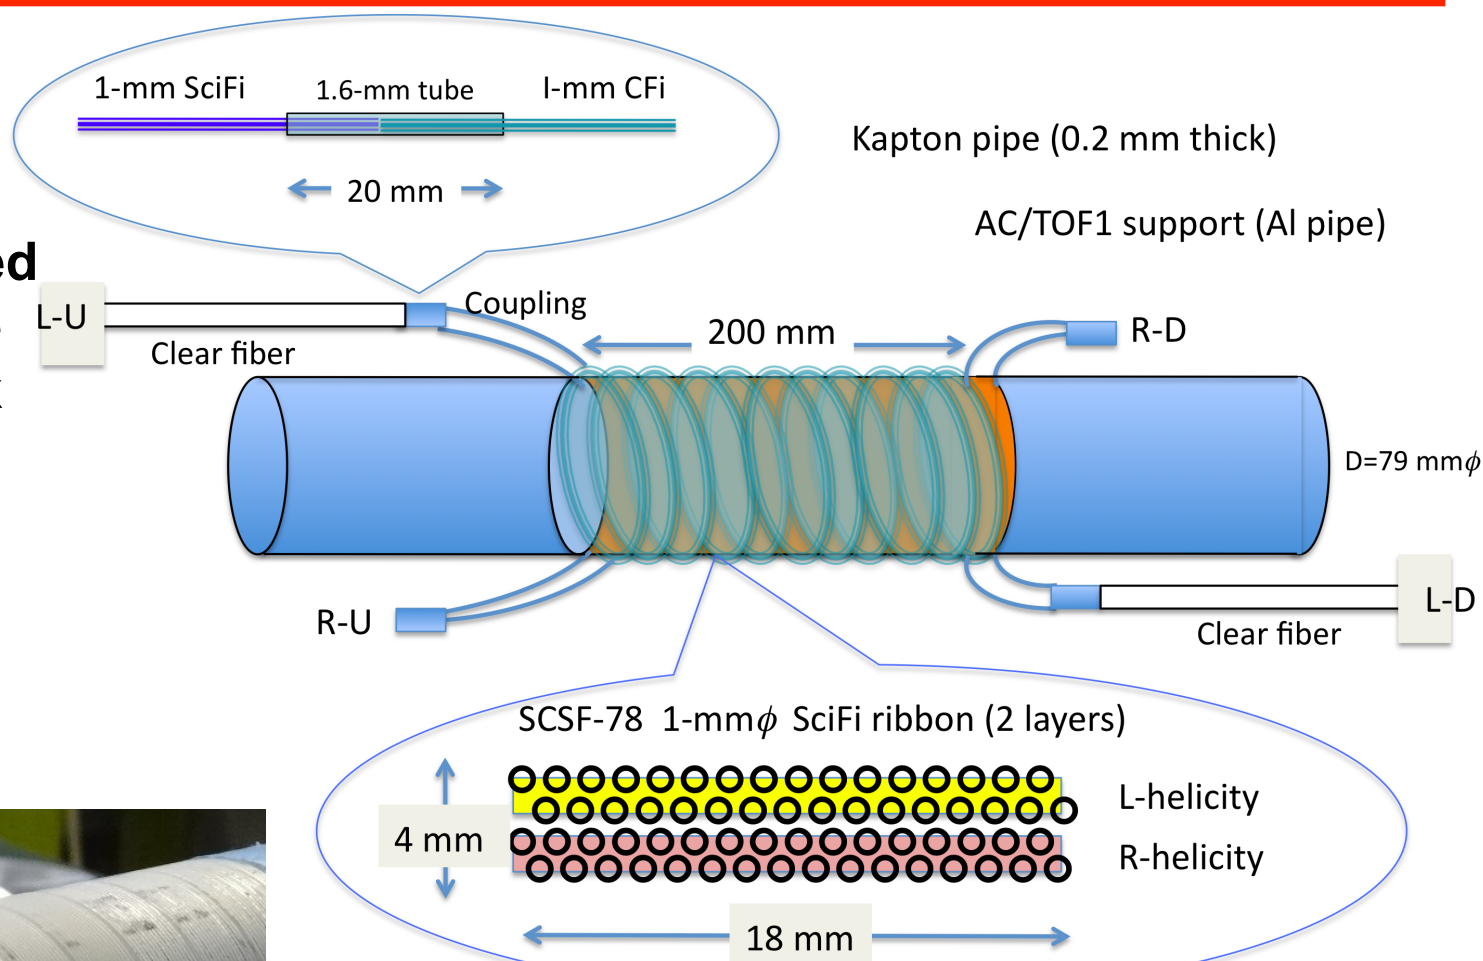 1-mm SciFi
1.6-mm tube
I-mm CFi
20 mm
Kapton pipe (0.2 mm thick)
AC/TOF1 support (Al pipe)
ed
L-U
Coupling
Clear fiber
200 mm
R-D
D=79 mmϕ
R-U
L-D
Clear fiber
SCSF-78 1-mmϕ SciFi ribbon (2 layers)
4 mm
L-helicity
R-helicity
18 mm